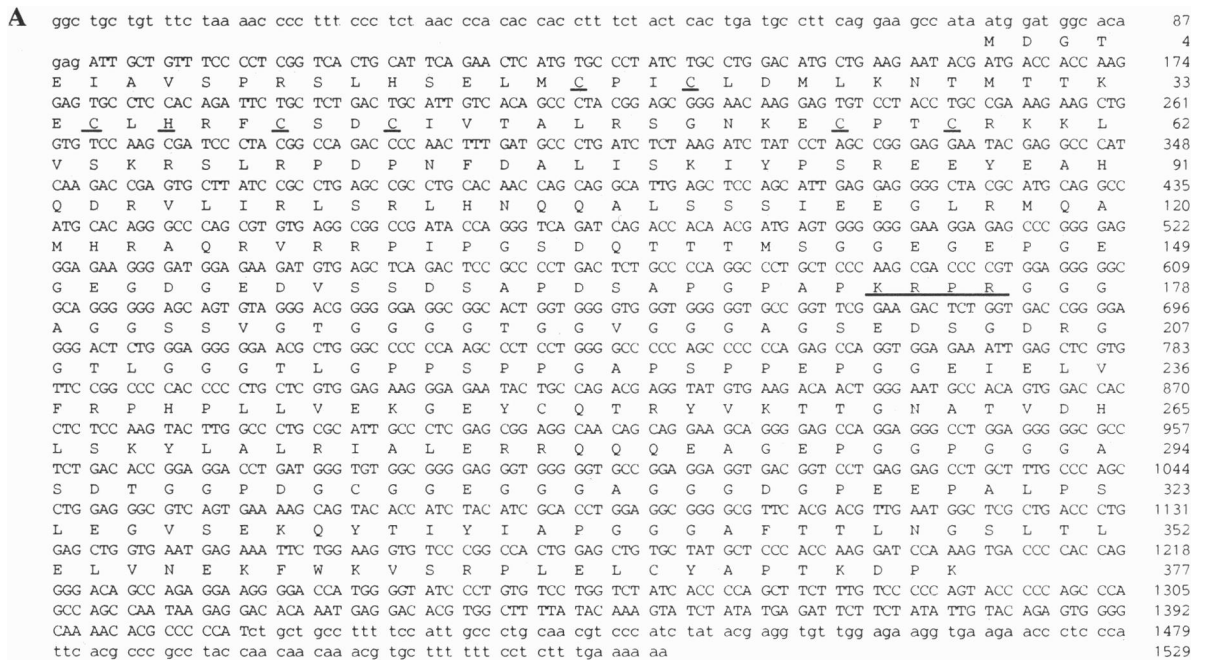 A
ggc tgc tgt ttc taa aac ccc ttt ccc tct aac cca cac cac ctt tct act cac tga tgc ctt cag gaa gcc ata atg gat ggc aca 87
M D G T 4
gag ATT GCT GTT TCC CCT CGG TCA CTG CAT TCA GAA CTC ATG TGC CCT ATC TGC CTG GAC ATG CTG AAG AAT ACG ATG ACC ACC AAG 174
E I A V S P R S L H S E L M C P I C L D M L K N T M T T K 33
GAG TGC CTC CAC AGA TTC TGC TCT GAC TGC ATT GTC ACA GCC CTA CGG AGC GGG AAC AAG GAG TGT CCT ACC TGC CGA AAG AAG CTG 261
E C L H R F C S D C I V T A L R S G N K E C P T C R K K L 62
GTG TCC AAG CGA TCC CTA CGG CCA GAC CCC AAC TTT GAT GCC CTG ATC TCT AAG ATC TAT CCT AGC CGG GAG GAA TAC GAG GCC CAT 348
V S K R S L R P D P N F D A L I S K I Y P S R E E Y E A H 91
CAA GAC CGA GTG CTT ATC CGC CTG AGC CGC CTG CAC AAC CAG CAG GCA TTG AGC TCC AGC ATT GAG GAG GGG CTA CGC ATG CAG GCC 435
Q D R V L I R L S R L H N Q Q A L S S S I E E G L R M Q A 120
ATG CAC AGG GCC CAG CGT GTG AGG CGG CCG ATA CCA GGG TCA GAT CAG ACC ACA ACG ATG AGT GGG GGG GAA GGA GAG CCC GGG GAG 522
M H R A Q R V R R P I P G S D Q T T T M S G G E G E P G E 149
GGA GAA GGG GAT GGA GAA GAT GTG AGC TCA GAC TCC GCC CCT GAC TCT GCC CCA GGC CCT GCT CCC AAG CGA CCC CGT GGA GGG GGC 609
G E G D G E D V S S D S A P D S A P G P A P K R P R G G G 178
GCA GGG GGG AGC AGT GTA GGG ACG GGG GGA GGC GGC ACT GGT GGG GTG GGT GGG GGT GCC GGT TCG GAA GAC TCT GGT GAC CGG GGA 696
A G G S S V G T G G G G T G G V G G G A G S E D S G D R G 207
GGG ACT CTG GGA GGG GGA ACG CTG GGC CCC CCA AGC CCT CCT GGG GCC CCC AGC CCC CCA GAG CCA GGT GGA GAA ATT GAG CTC GTG 783
G T L G G G T L G P P S P P G A P S P P E P G G E I E L V 236
TTC CGG CCC CAC CCC CTG CTC GTG GAG AAG GGA GAA TAC TGC CAG ACG AGG TAT GTG AAG ACA ACT GGG AAT GCC ACA GTG GAC CAC 870
F R P H P L L V E K G E Y C Q T R Y V K T T G N A T V D H 265
CTC TCC AAG TAC TTG GCC CTG CGC ATT GCC CTC GAG CGG AGG CAA CAG CAG GAA GCA GGG GAG CCA GGA GGG CCT GGA GGG GGC GCC 957
L S K Y L A L R I A L E R R Q Q Q E A G E P G G P G G G A 294
TCT GAC ACC GGA GGA CCT GAT GGG TGT GGC GGG GAG GGT GGG GGT GCC GGA GGA GGT GAC GGT CCT GAG GAG CCT GCT TTG CCC AGC 1044
S D T G G P D G C G G E G G G A G G G D G P E E P A L P S 323
CTG GAG GGC GTC AGT GAA AAG CAG TAC ACC ATC TAC ATC GCA CCT GGA GGC GGG GCG TTC ACG ACG TTG AAT GGC TCG CTG ACC CTG 1131
L E G V S E K Q Y T I Y I A P G G G A F T T L N G S L T L 352
GAG CTG GTG AAT GAG AAA TTC TGG AAG GTG TCC CGG CCA CTG GAG CTG TGC TAT GCT CCC ACC AAG GAT CCA AAG TGA CCC CAC CAG 1218
E L V N E K F W K V S R P L E L C Y A P T K D P K 377
GGG ACA GCC AGA GGA AGG GGA CCA TGG GGT ATC CCT GTG TCC TGG TCT ATC ACC CCA GCT TCT TTG TCC CCC AGT ACC CCC AGC CCA 1305
GCC AGC CAA TAA GAG GAC ACA AAT GAG GAC ACG TGG CTT TTA TAC AAA GTA TCT ATA TGA GAT TCT TCT ATA TTG TAC AGA GTG GGG 1392
CAA AAC ACG CCC CCA TCt gct gcc ttt tcc att gcc ctg caa cgt ccc atc tat acg agg tgt tgg aga agg tga aga acc ctc cca 1479
ttc acg ccc gcc tac caa caa caa acg tgc ttt ttt cct ctt tga aaa aa 1529